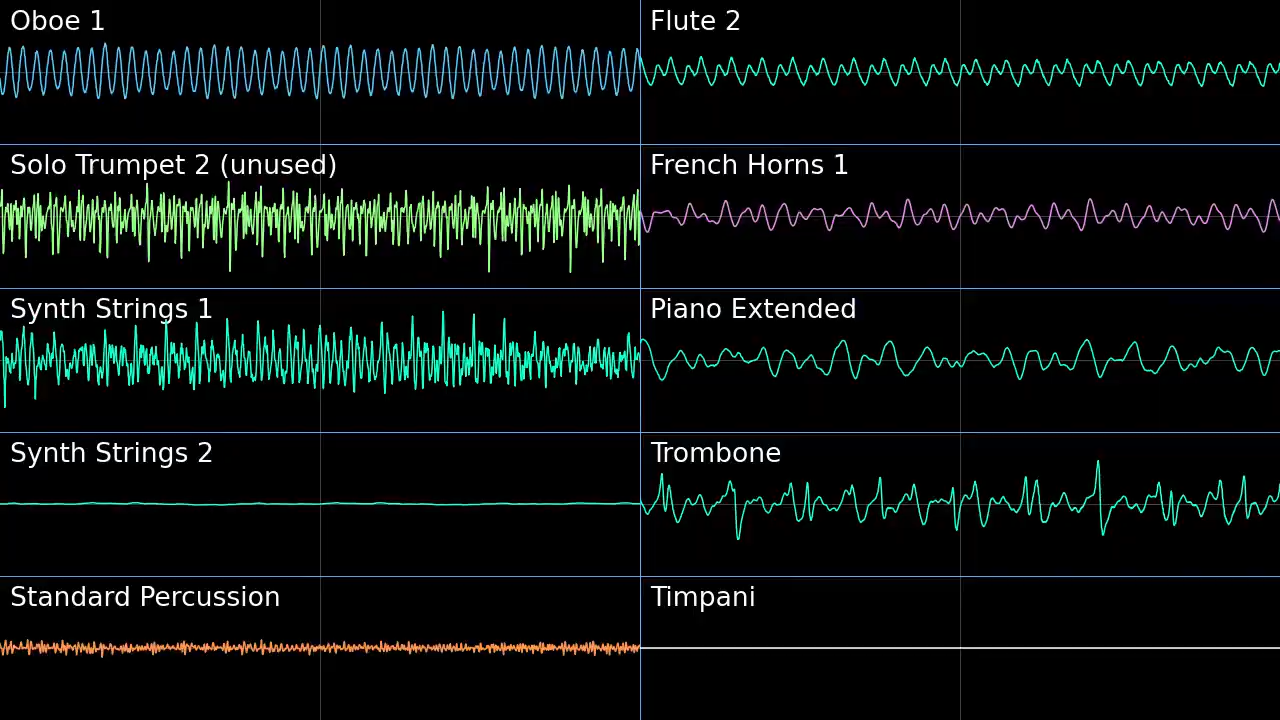 Oboe 1
Flute 2
Solo Trumpet 2 (unused)
French Horns 1
Synth Strings 1
Piano Extended
Synth Strings 2
Trombone
Standard Percussion
Timpani